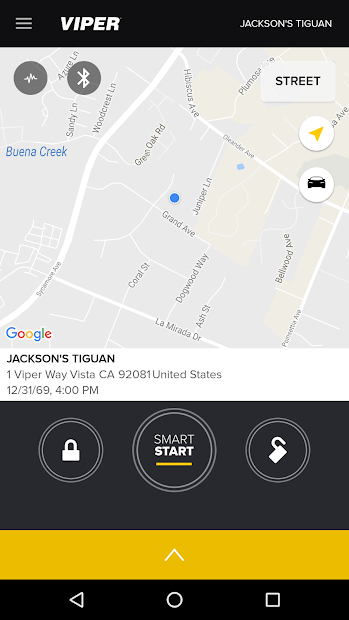 VIPER
JACKSON'S TIGUAN
STREET
Azure Ln
Sandy Ln
Woodcrest Ln
Hibiscus Ave
Plumosa Ave
Green Oak Rd
Oleander Ave
Buena Creek
Juniper Ln
Grand Ave
Sycamore Ave
Coral St
Dogwood Way
Bellwood Ave
Ash St
La Mirada Dr
Poinsettia Ave
Google
JACKSON'S TIGUAN
1 Viper Way Vista CA 92081United States
12/31/69, 4:00 PM
SMART
START